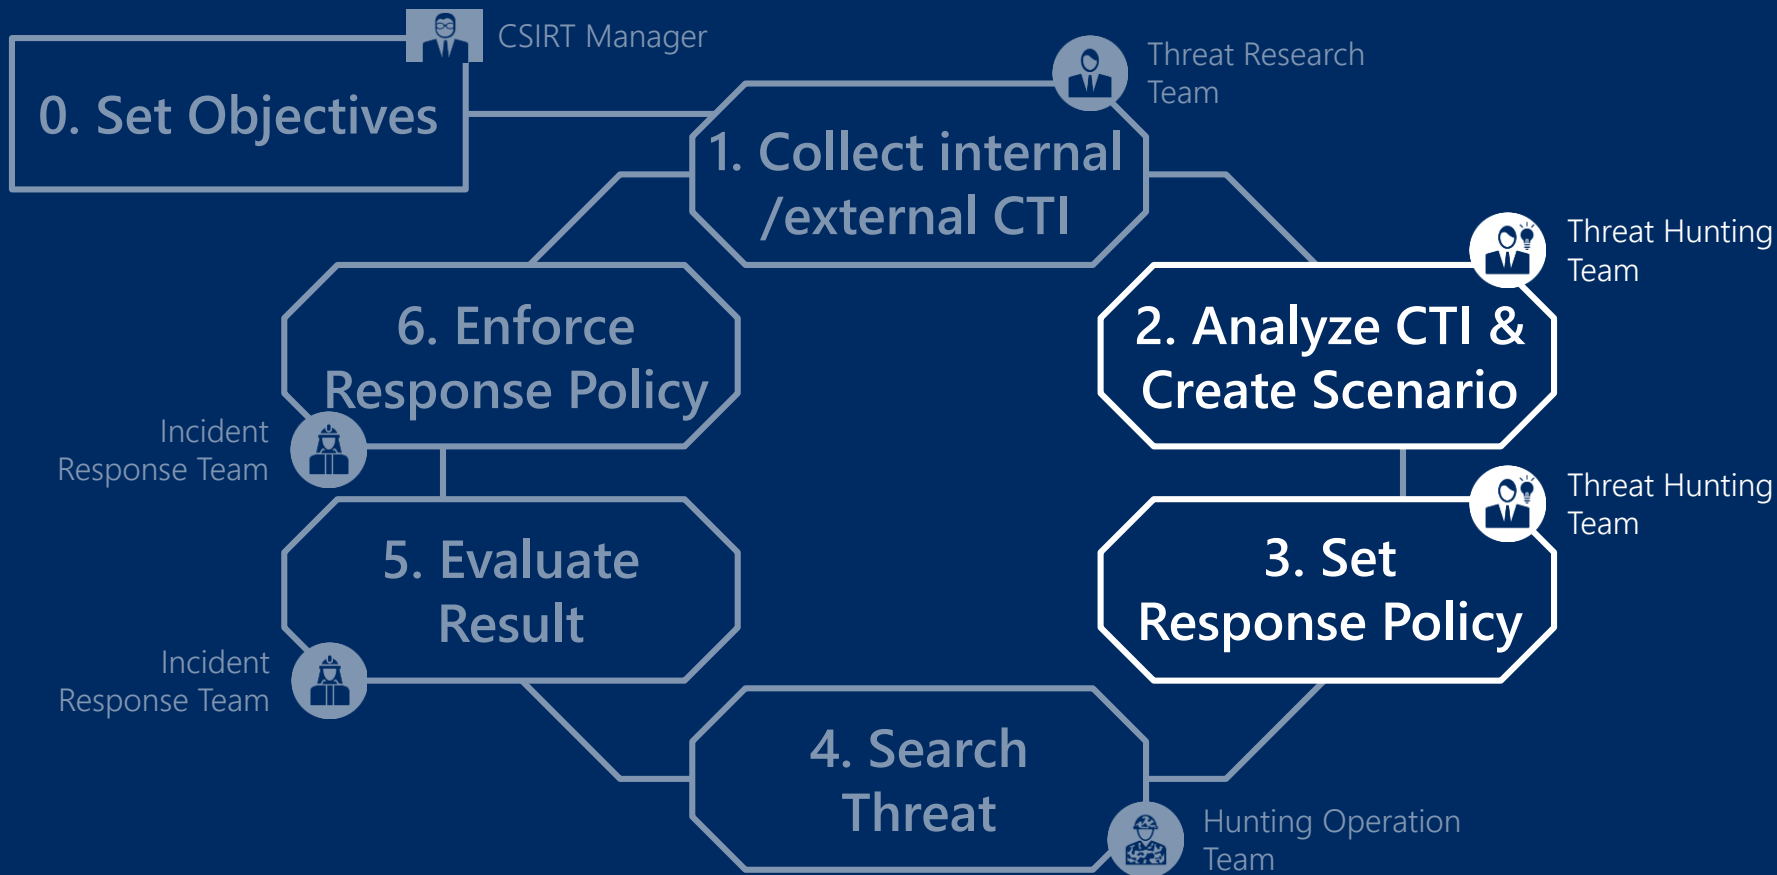 CSIRT Manager
0. Set Objectives
Threat Research
Team
1. Collect internal
/external CTI
Threat Hunting
Team
2. Analyze CTI &
Create Scenario
Threat Hunting
Team
3. Set
Response Policy
4. Search
Threat
Hunting Operation
Team
5. Evaluate
Result
Incident
Response Team
6. Enforce
Response Policy
Incident
Response Team